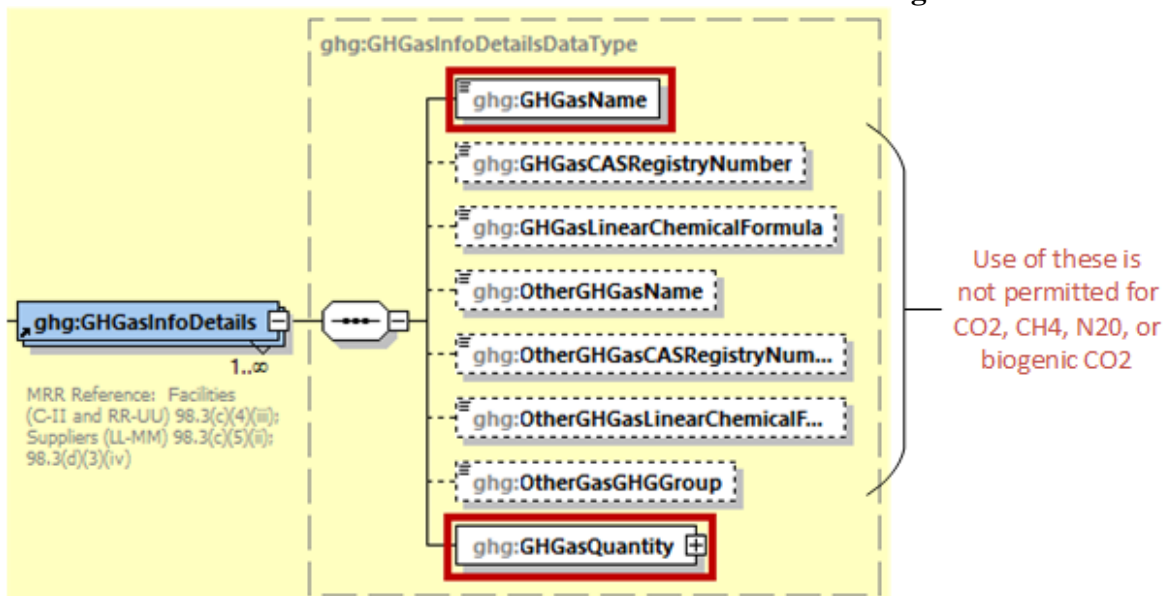 ghg:GHGasInfoDetailsDataType
ghg:GHGasName
ghg:GHGasCASRegistryNumber
ghg:GHGasLinearChemicalFormula
ghg:OtherGHGasName
ghg:GHGasInfoDetails
ghg:OtherGHGasCASRegistryNum...
1..∞
MRR Reference: Facilities
(C-II and RR-UU) 98.3(c)(4)(iii);
Suppliers (LL-MM) 98.3(c)(5)(ii);
98.3(d)(3)(iv)
ghg:OtherGHGasLinearChemicalF...
ghg:OtherGasGHGGroup
ghg:GHGasQuantity
Use of these is
not permitted for
CO2, CH4, N20, or
biogenic CO2